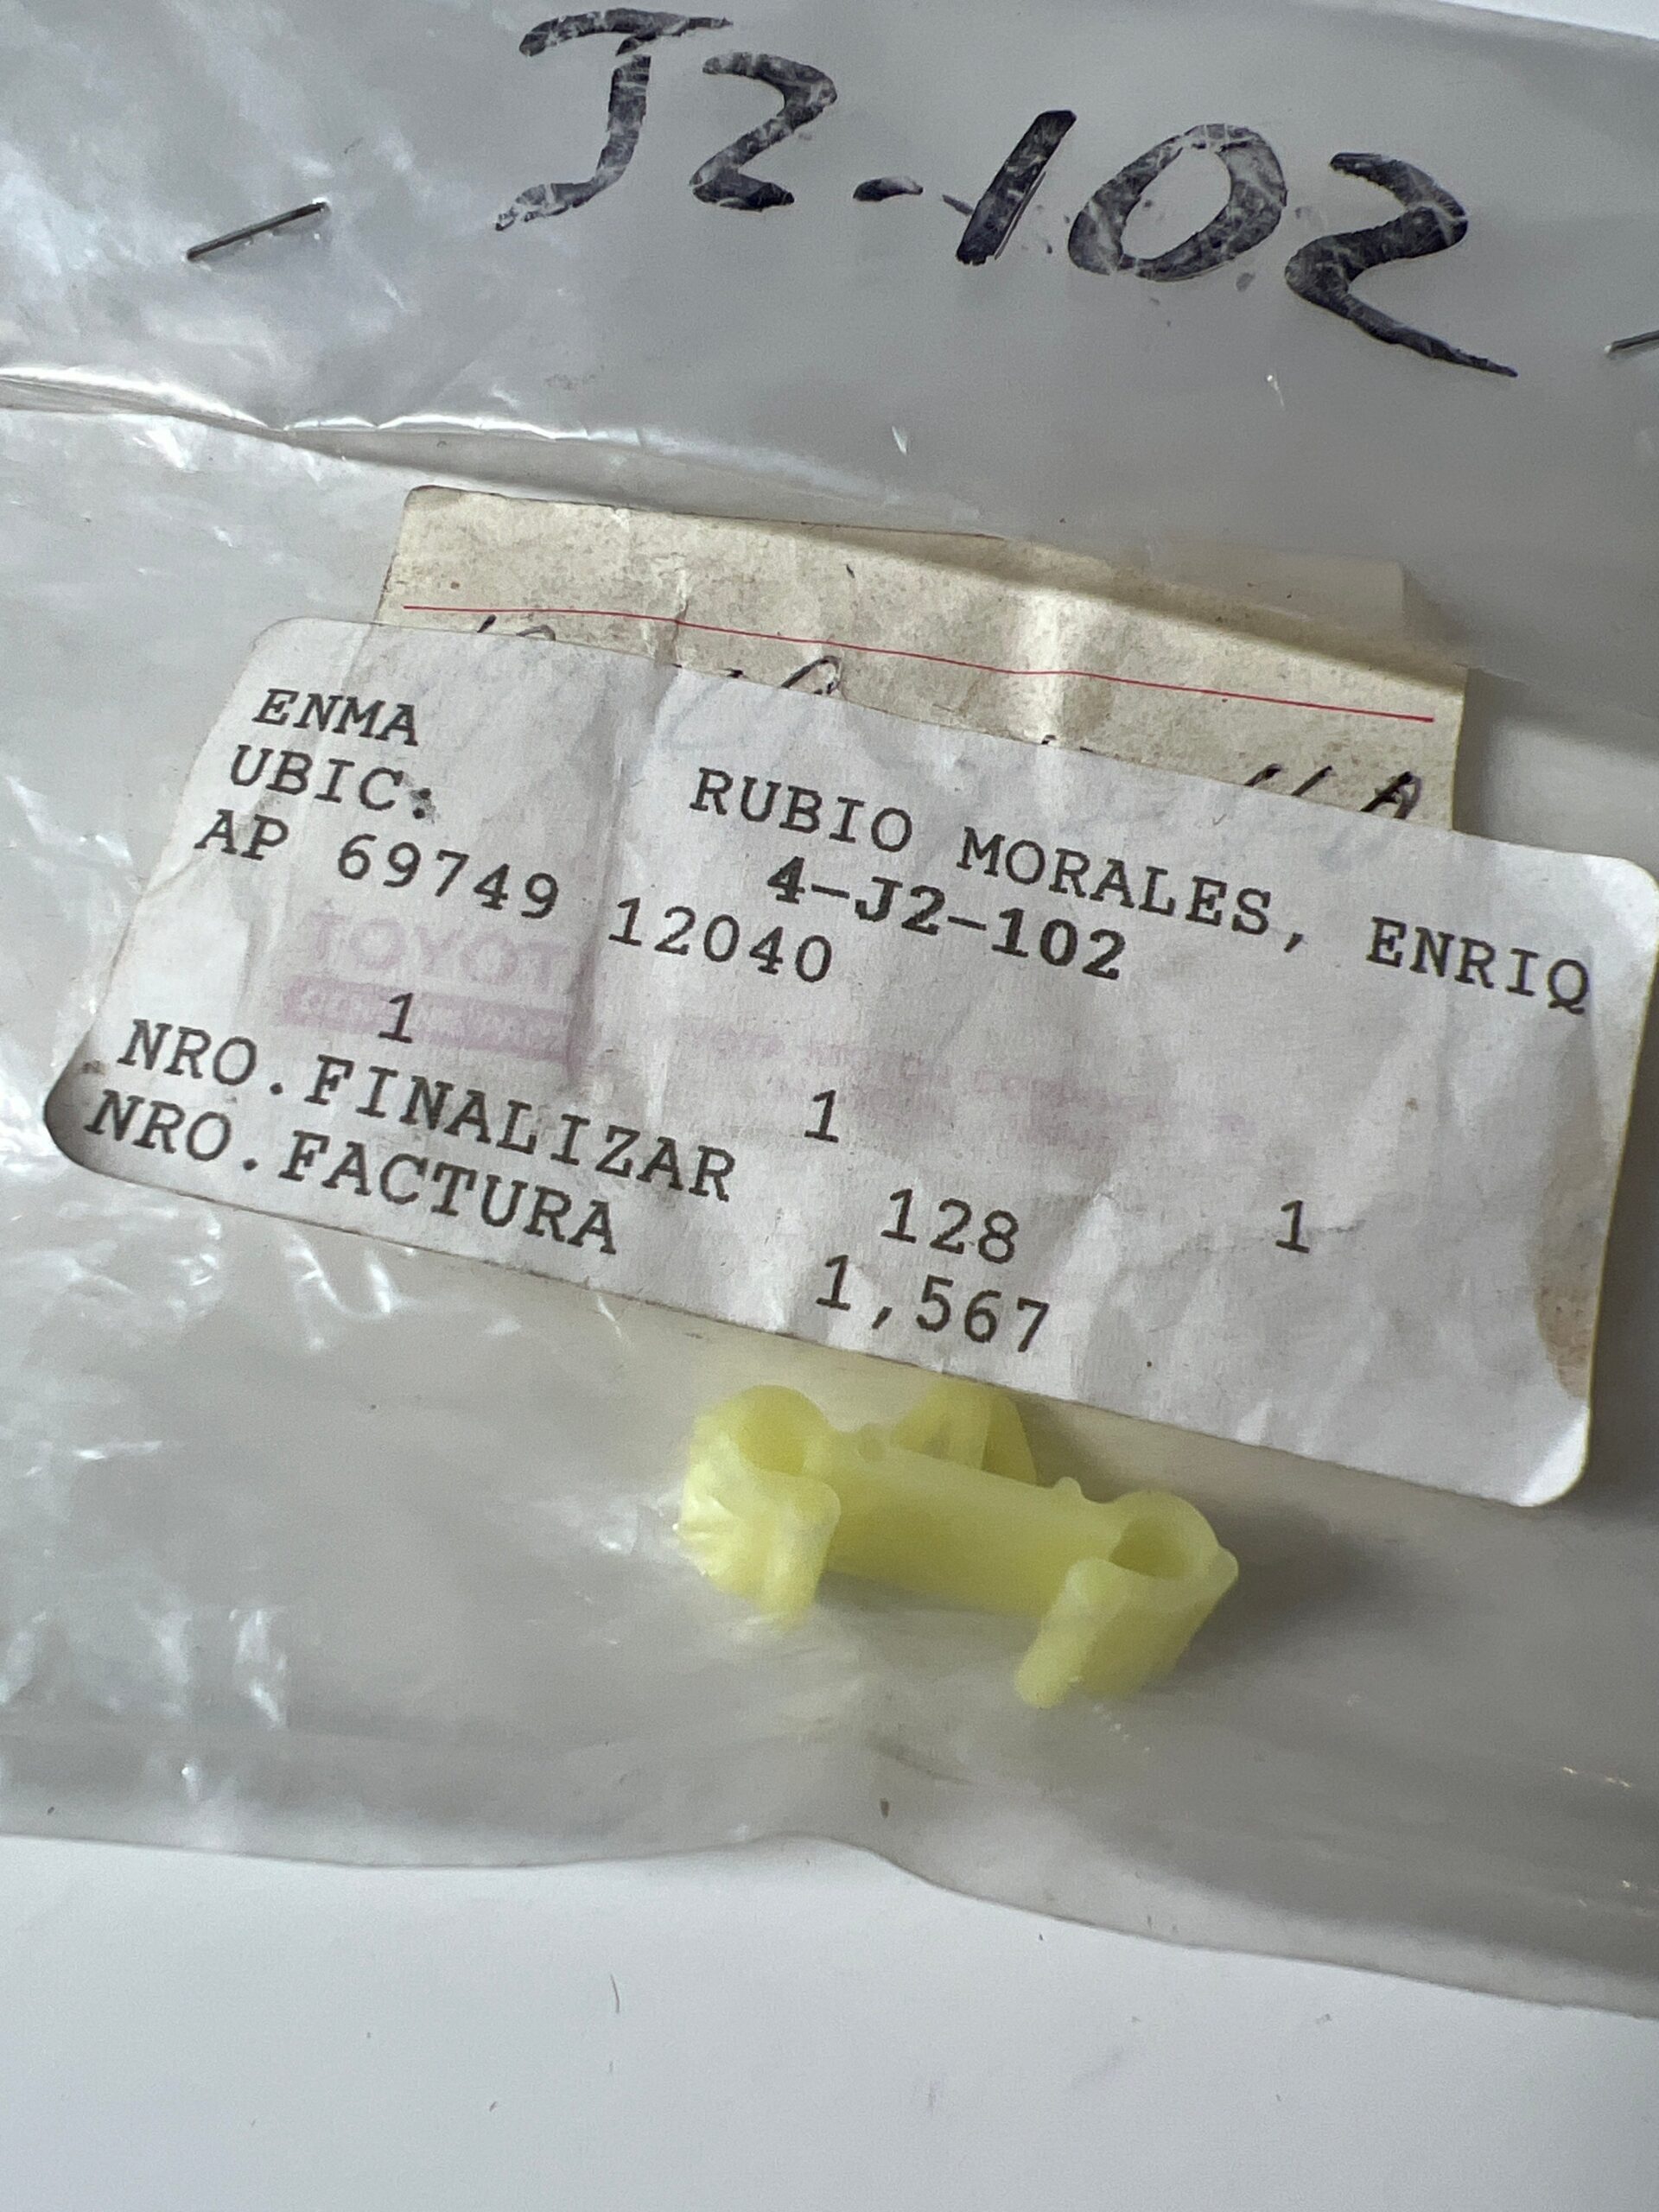 J2-102
ENMA RUBIO MORALES, ENRIQ
UBIC: 4-J2-102
AP 69749 12040
1 1 1
NRO.FINALIZAR 128
NRO.FACTURA 1,567